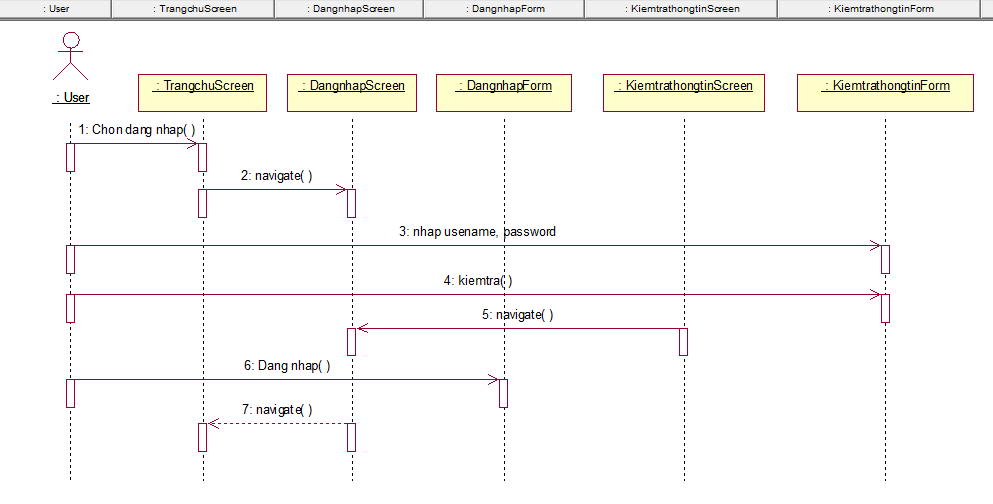 : User : TrangchuScreen : DangnhapScreen : DangnhapForm : KiemtrathongtinScreen : KiemtrathongtinForm
: User
: TrangchuScreen
: DangnhapScreen
: DangnhapForm
: KiemtrathongtinScreen
: KiemtrathongtinForm
1: Chon dang nhap( )
2: navigate( )
3: nhap usename, password
4: kiemtra( )
5: navigate( )
6: Dang nhap( )
7: navigate( )